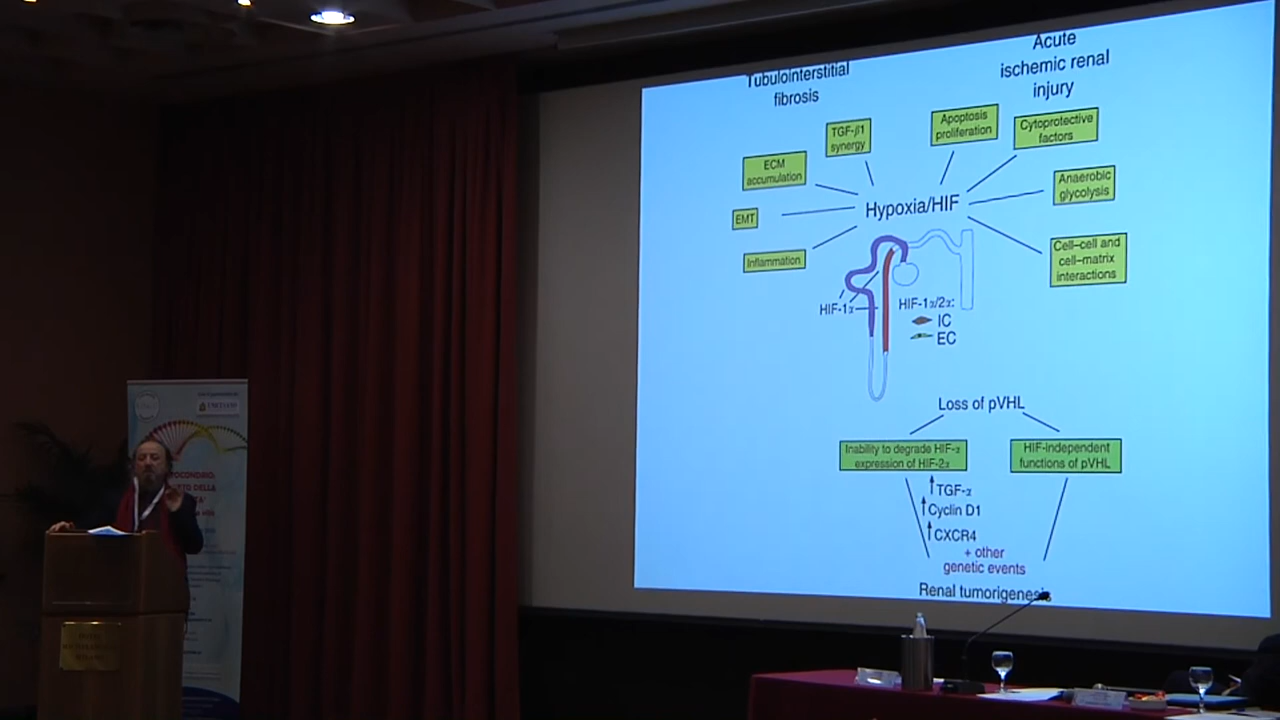 Tubulointerstitial
fibrosis
Acute
ischemic renal
injury
TGF-β1
synergy
Apoptosis
proliferation
Cytoprotective
factors
ECM
accumulation
Anaerobic
glycolysis
EMT
Hypoxia/HIF
Inflammation
Cell–cell and
cell–matrix
interactions
HIF-1α
HIF-1α/2α:
IC
EC
Loss of pVHL
Inability to degrade HIF-α
expression of HIF-2α
HIF-independent
functions of pVHL
↑TGF-α
↑Cyclin D1
↑CXCR4
+ other
genetic events
Renal tumorigenesis